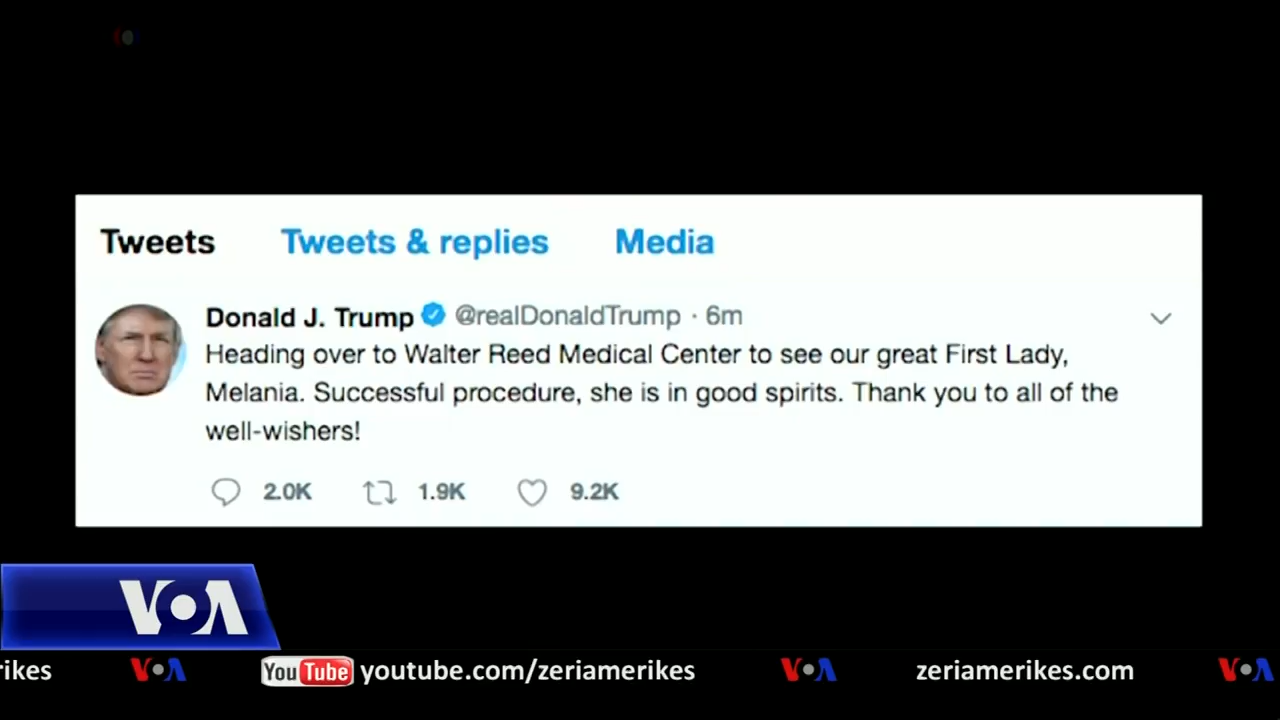 Tweets Tweets & replies Media
Donald J. Trump @realDonaldTrump · 6m
Heading over to Walter Reed Medical Center to see our great First Lady,
Melania. Successful procedure, she is in good spirits. Thank you to all of the
well-wishers!
2.0K 1.9K 9.2K
VOA
rikes VOA YouTube youtube.com/zeriamerikes VOA zeriamerikes.com VOA